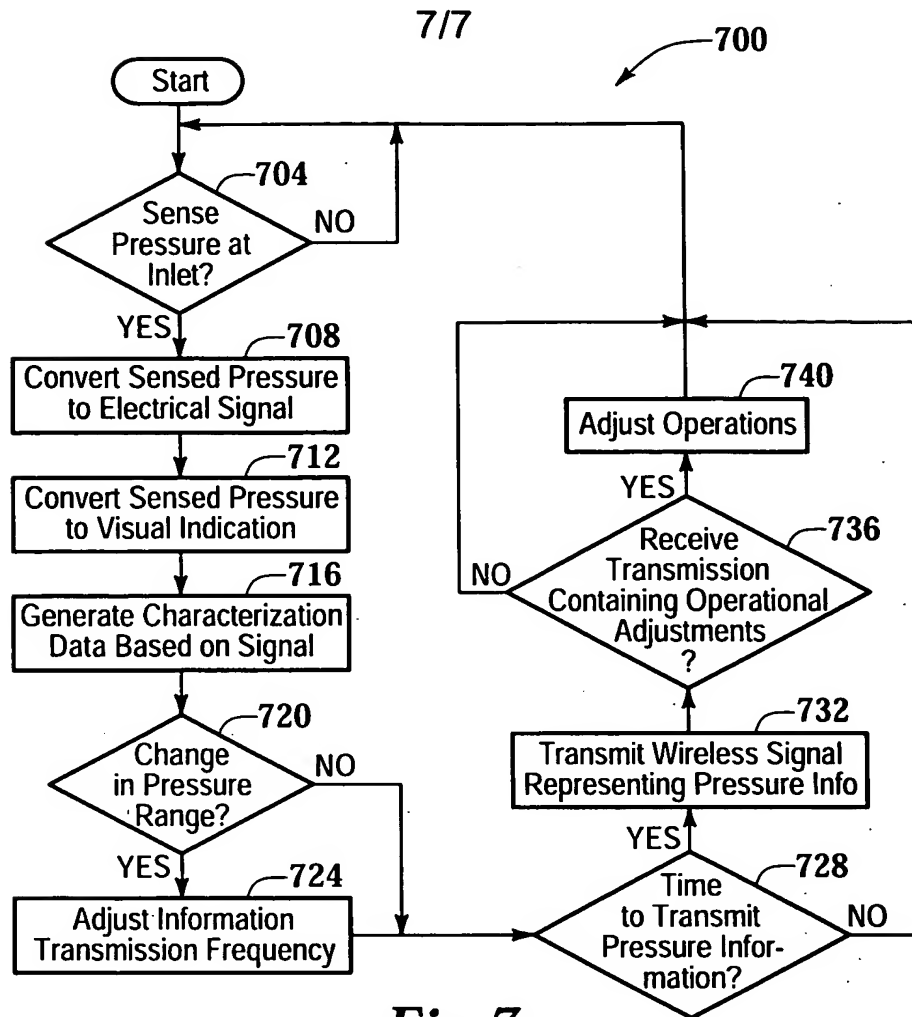 7/7
700
Start
704
Sense
Pressure at
Inlet?
NO
YES
708
Convert Sensed Pressure
to Electrical Signal
712
Convert Sensed Pressure
to Visual Indication
716
Generate Characterization
Data Based on Signal
720
Change
in Pressure
Range?
NO
YES
724
Adjust Information
Transmission Frequency
740
Adjust Operations
YES
736
Receive
Transmission
Containing Operational
Adjustments
?
NO
732
Transmit Wireless Signal
Representing Pressure Info
YES
728
Time
to Transmit
Pressure Infor-
mation?
NO